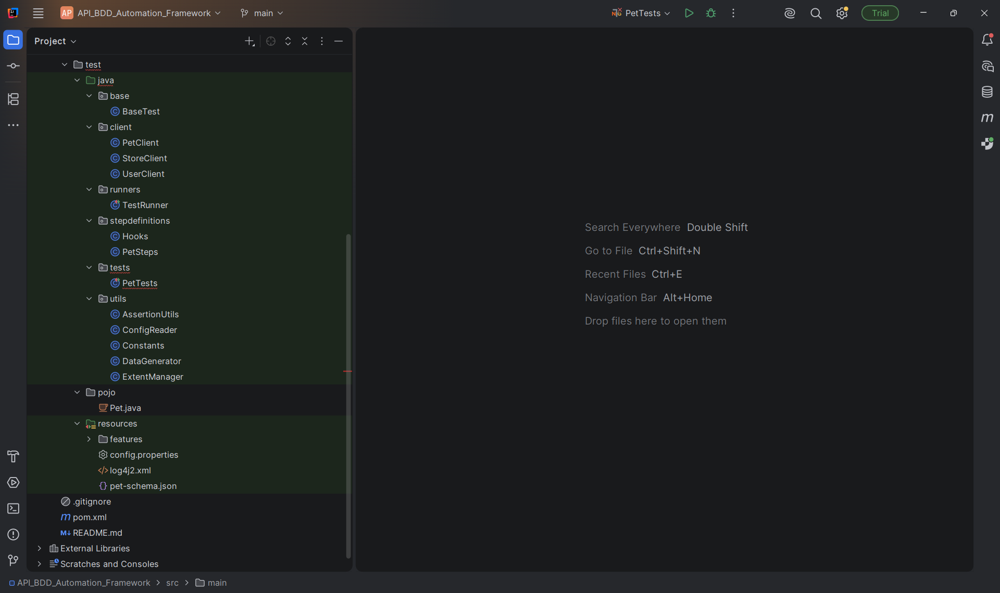 AP API_BDD_Automation_Framework main PetTests Trial
Project
test
java
base
BaseTest
client
PetClient
StoreClient
UserClient
runners
TestRunner
stepdefinitions
Hooks
PetSteps
tests
PetTests
utils
AssertionUtils
ConfigReader
Constants
DataGenerator
ExtentManager
pojo
Pet.java
resources
features
config.properties
log4j2.xml
pet-schema.json
.gitignore
pom.xml
README.md
External Libraries
Scratches and Consoles
Search Everywhere Double Shift
Go to File Ctrl+Shift+N
Recent Files Ctrl+E
Navigation Bar Alt+Home
Drop files here to open them
API_BDD_Automation_Framework > src > main